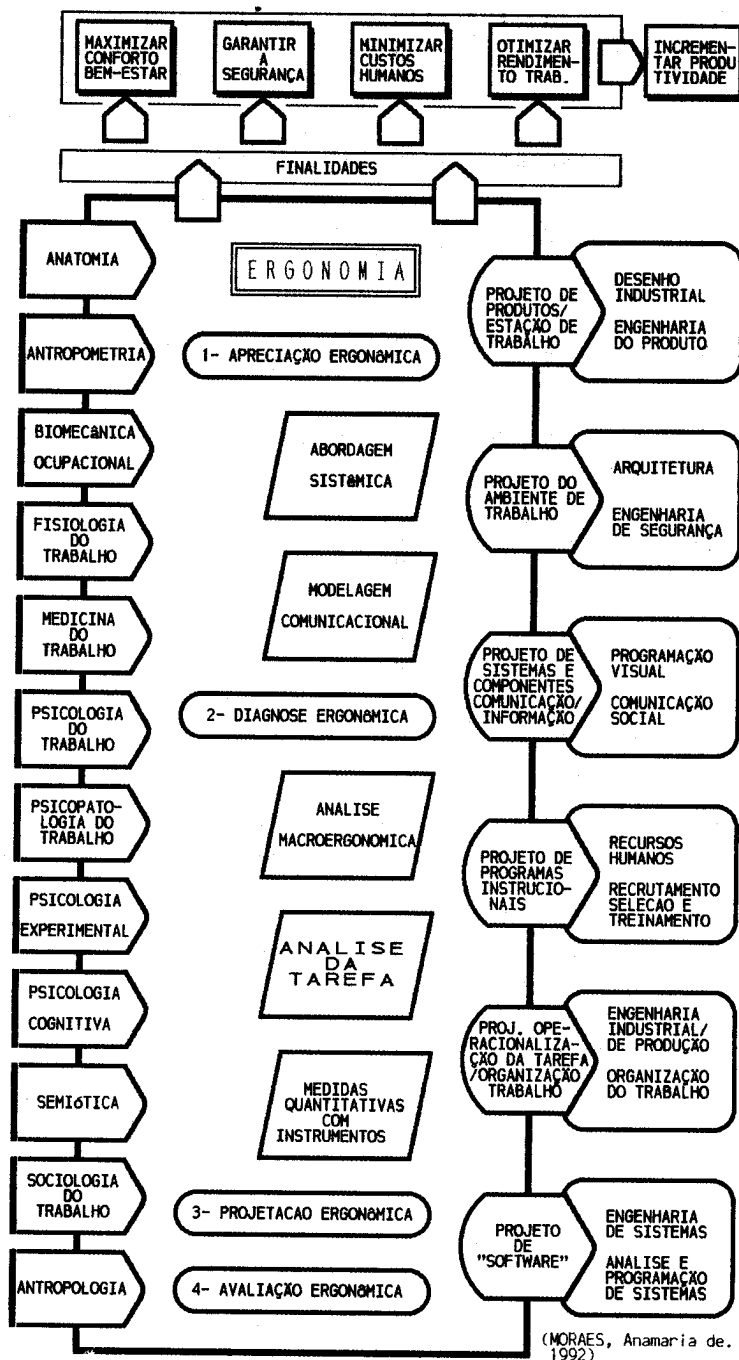 MAXIMIZAR
CONFORTO
BEM-ESTAR
GARANTIR
A
SEGURANÇA
MINIMIZAR
CUSTOS
HUMANOS
OTIMIZAR
RENDIMEN-
TO TRAB.
INCREMEN-
TAR PRODU
TIVIDADE
FINALIDADES
ANATOMIA
ANTROPOMETRIA
BIOMECâNICA
OCUPACIONAL
FISIOLOGIA
DO
TRABALHO
MEDICINA
DO
TRABALHO
PSICOLOGIA
DO
TRABALHO
PSICOPATO-
LOGIA DO
TRABALHO
PSICOLOGIA
EXPERIMENTAL
PSICOLOGIA
COGNITIVA
SEMIóTICA
SOCIOLOGIA
DO
TRABALHO
ANTROPOLOGIA
ERGONOMIA
1- APRECIAÇÃO ERGONôMICA
ABORDAGEM
SISTêMICA
MODELAGEM
COMUNICACIONAL
2- DIAGNOSE ERGONôMICA
ANALISE
MACROERGONOMICA
ANALISE
DA
TAREFA
MEDIDAS
QUANTITATIVAS
COM
INSTRUMENTOS
3- PROJETACAO ERGONôMICA
4- AVALIAÇÃO ERGONôMICA
PROJETO DE
PRODUTOS/
ESTAÇÃO DE
TRABALHO
DESENHO
INDUSTRIAL
ENGENHARIA
DO PRODUTO
PROJETO DO
AMBIENTE DE
TRABALHO
ARQUITETURA
ENGENHARIA
DE SEGURANÇA
PROJETO DE
SISTEMAS E
COMPONENTES
COMUNICAÇÃO/
INFORMAÇÃO
PROGRAMAÇÃO
VISUAL
COMUNICAÇÃO
SOCIAL
PROJETO DE
PROGRAMAS
INSTRUCIO-
NAIS
RECURSOS
HUMANOS
RECRUTAMENTO
SELECAO E
TREINAMENTO
PROJ. OPE-
RACIONALIZA-
ÇÃO DA TAREFA
/ORGANIZAÇÃO
TRABALHO
ENGENHARIA
INDUSTRIAL/
DE PRODUÇÃO
ORGANIZAÇÃO
DO TRABALHO
PROJETO
DE
"SOFTWARE"
ENGENHARIA
DE SISTEMAS
ANALISE E
PROGRAMAÇÃO
DE SISTEMAS
(MORAES, Anamaria de.
1992)